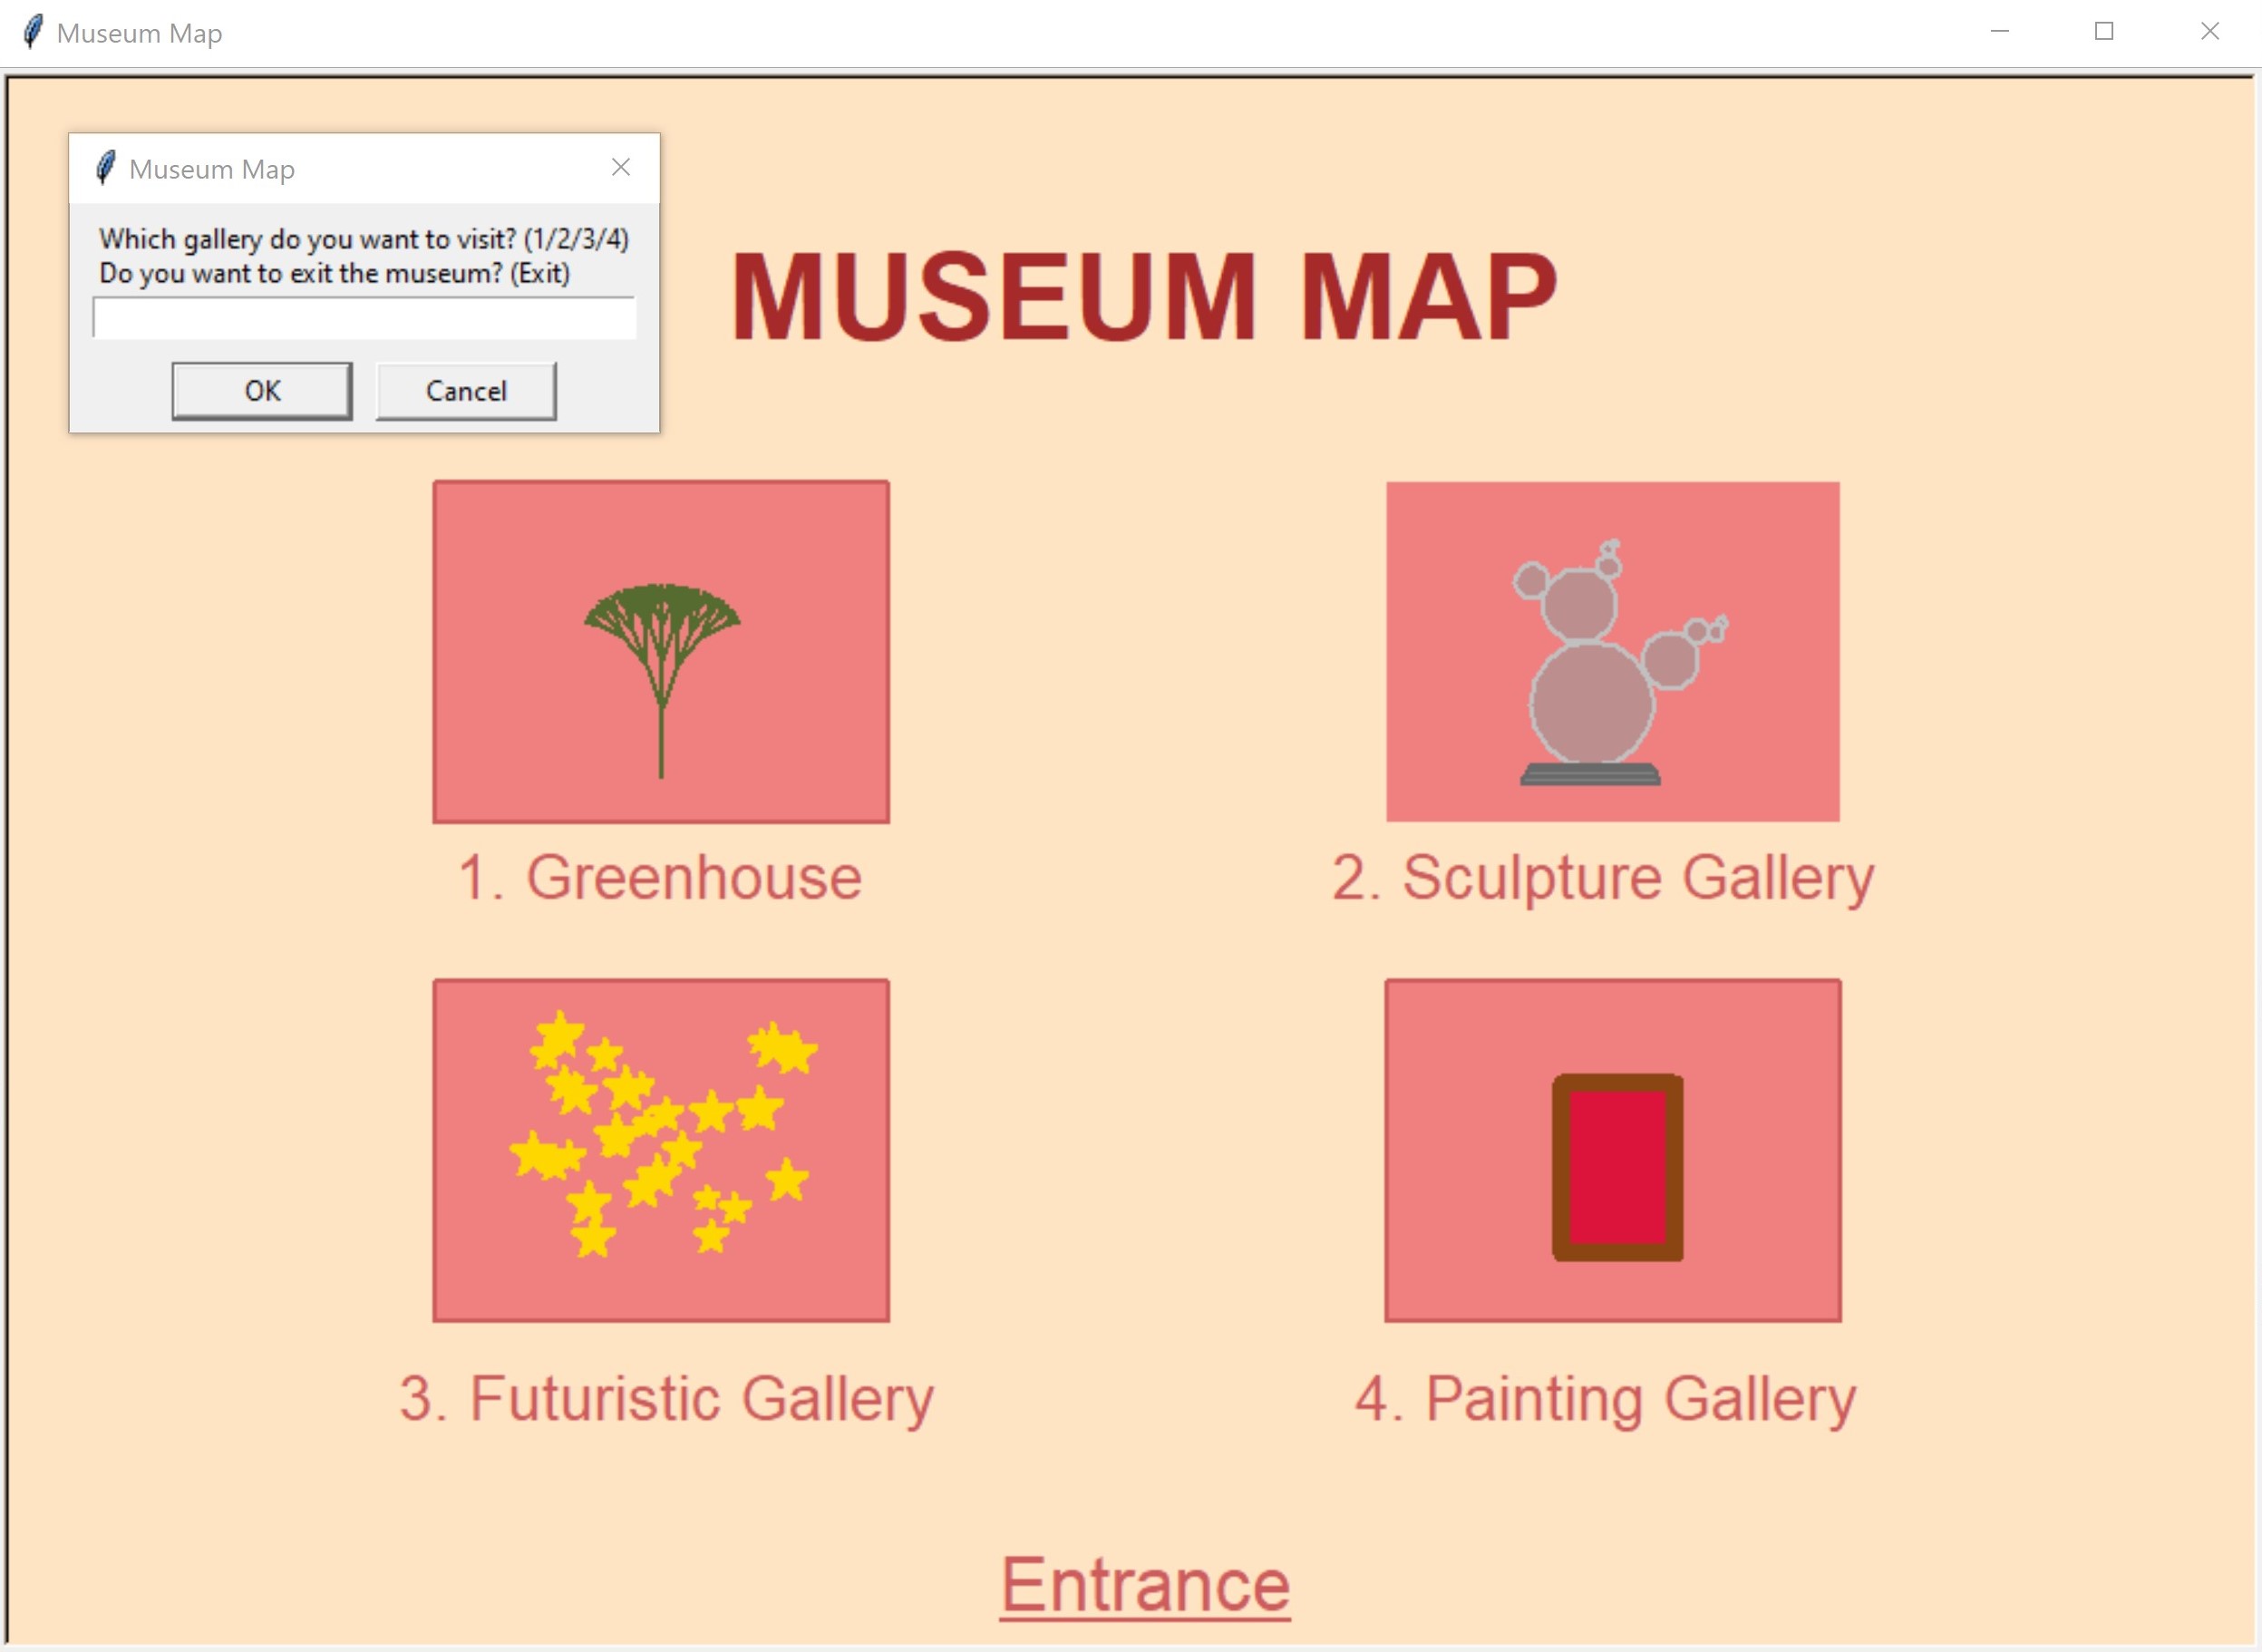 Museum Map
Museum Map
Which gallery do you want to visit? (1/2/3/4)
Do you want to exit the museum? (Exit)
OK
Cancel
MUSEUM MAP
1. Greenhouse
2. Sculpture Gallery
3. Futuristic Gallery
4. Painting Gallery
Entrance